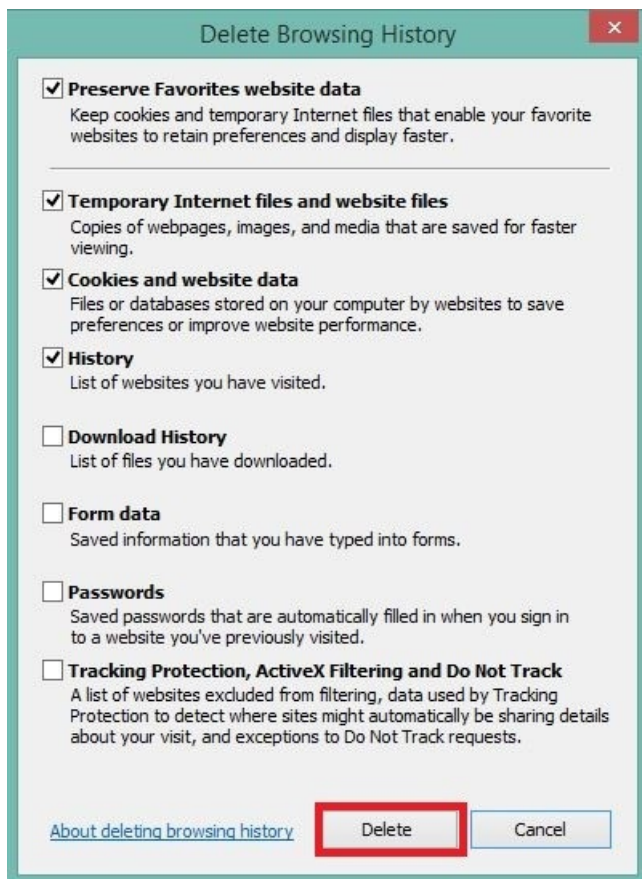 Delete Browsing History
Preserve Favorites website data
Keep cookies and temporary Internet files that enable your favorite
websites to retain preferences and display faster.
Temporary Internet files and website files
Copies of webpages, images, and media that are saved for faster
viewing.
Cookies and website data
Files or databases stored on your computer by websites to save
preferences or improve website performance.
History
List of websites you have visited.
Download History
List of files you have downloaded.
Form data
Saved information that you have typed into forms.
Passwords
Saved passwords that are automatically filled in when you sign in
to a website you've previously visited.
Tracking Protection, ActiveX Filtering and Do Not Track
A list of websites excluded from filtering, data used by Tracking
Protection to detect where sites might automatically be sharing details
about your visit, and exceptions to Do Not Track requests.
About deleting browsing history Delete Cancel